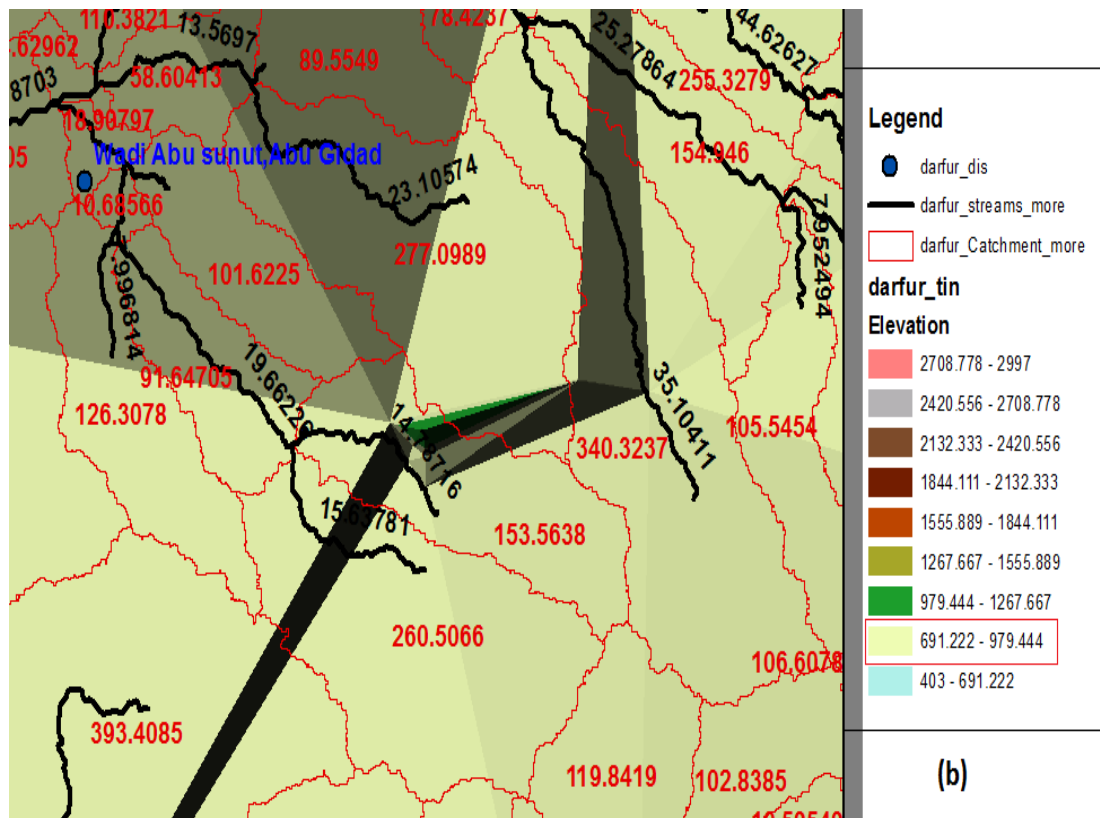 110.3821
78.4237
13.5697
44.62627
.62962
89.5549
25.27864
255.3279
8703
58.60413
18.90797
154.946
Wadi Abu sunut,Abu Gidad
05
10.68566
23.10574
277.0989
7.952494
101.6225
.996814
91.64705
19.66226
126.3078
14.78716
35.10411
105.5454
340.3237
15.63781
153.5638
260.5066
106.6078
393.4085
119.8419
102.8385
Legend
darfur_dis
darfur_streams_more
darfur_Catchment_more
darfur_tin
Elevation
2708.778 - 2997
2420.556 - 2708.778
2132.333 - 2420.556
1844.111 - 2132.333
1555.889 - 1844.111
1267.667 - 1555.889
979.444 - 1267.667
691.222 - 979.444
403 - 691.222
(b)